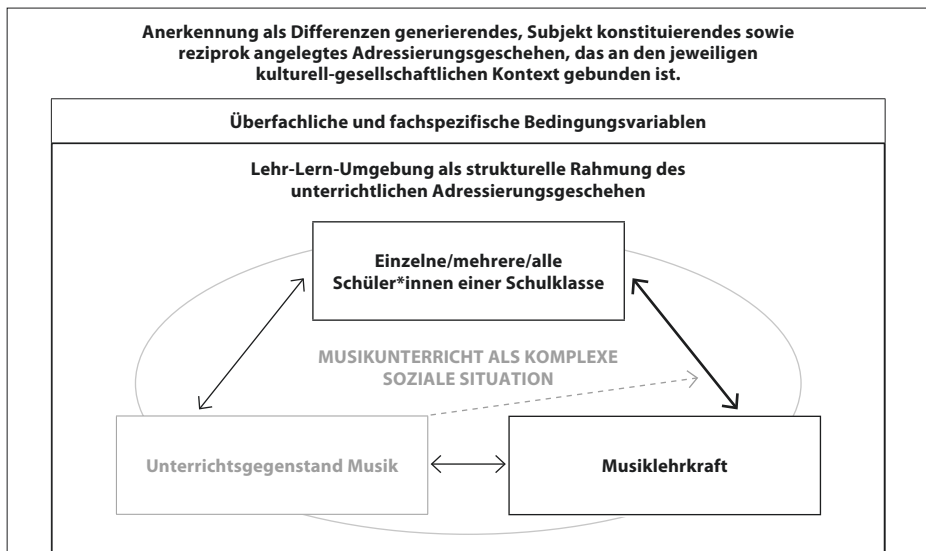 Anerkennung als Differenzen generierendes, Subjekt konstituierendes sowie
reziprok angelegtes Adressierungsgeschehen, das an den jeweiligen
kulturell-gesellschaftlichen Kontext gebunden ist.
Überfachliche und fachspezifische Bedingungsvariablen
Lehr-Lern-Umgebung als strukturelle Rahmung des
unterrichtlichen Adressierungsgeschehen
Einzelne/mehrere/alle
Schüler*innen einer Schulklasse
MUSIKUNTERRICHT ALS KOMPLEXE
SOZIALE SITUATION
Unterrichtsgegenstand Musik
Musiklehrkraft